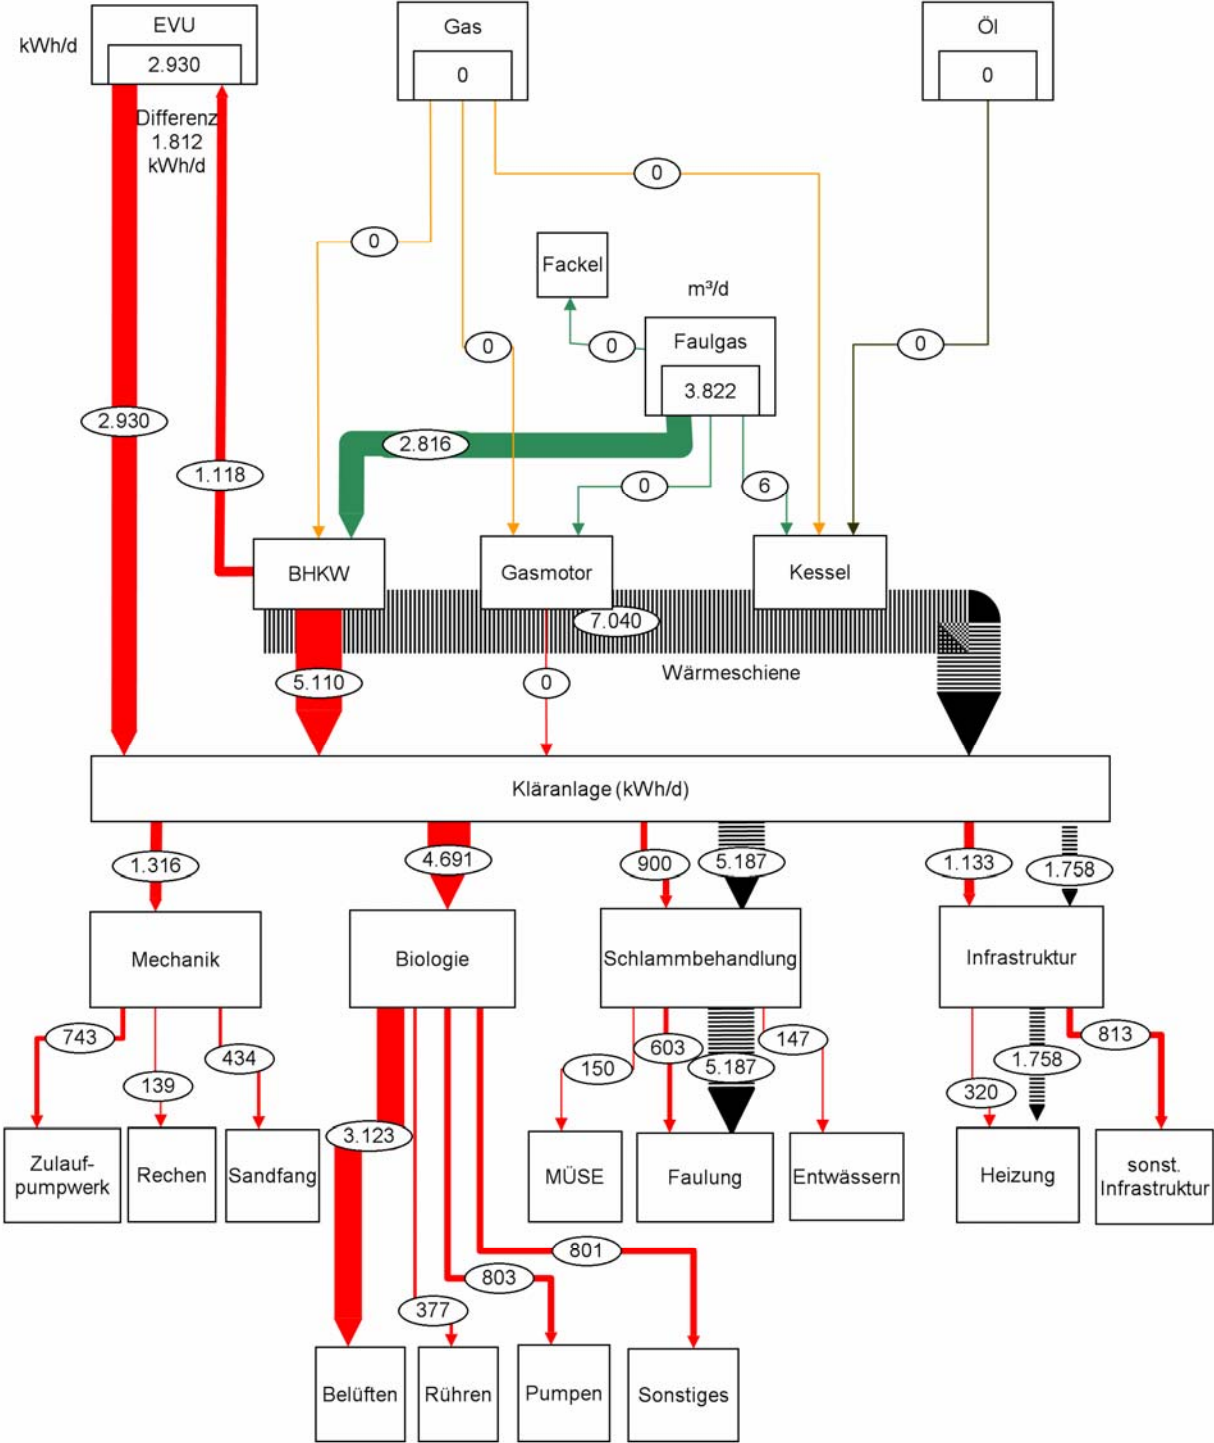 EVU
Gas
Öl
kWh/d
2.930
0
0
Differenz
1.812
kWh/d
0
0
Fackel
m³/d
0
0
Faulgas
0
3.822
2.930
2.816
1.118
0
6
BHKW
Gasmotor
Kessel
7.040
Wärmeschiene
5.110
0
Kläranlage (kWh/d)
1.316
4.691
900
5.187
1.133
1.758
Mechanik
Biologie
Schlammbehandlung
Infrastruktur
743
139
434
150
603
5.187
147
320
1.758
813
3.123
Zulauf-
pumpwerk
Rechen
Sandfang
MÜSE
Faulung
Entwässern
Heizung
sonst.
Infrastruktur
801
803
377
Belüften
Rühren
Pumpen
Sonstiges